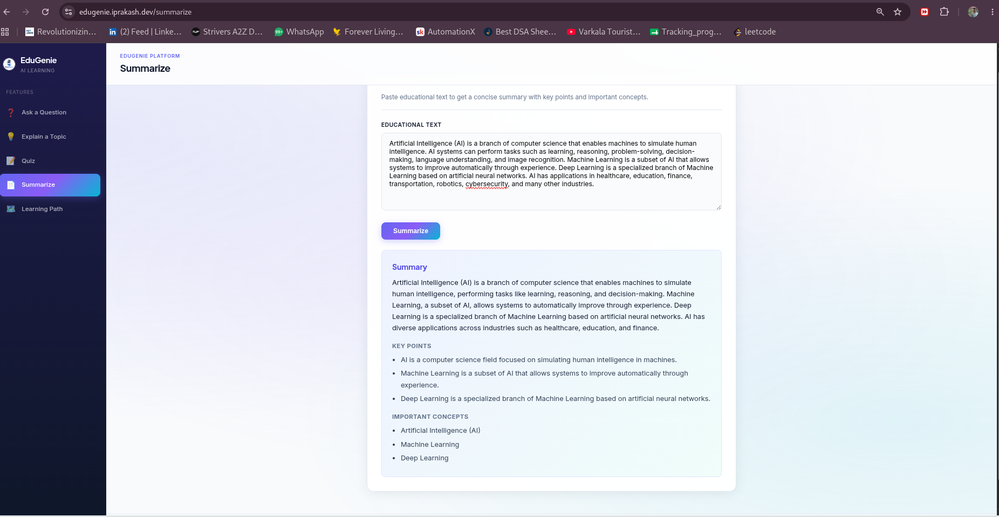 edugenie.iprakash.dev/summarize
Revolutionizin...
(2) Feed | Linke...
Strivers A2Z D...
WhatsApp
Forever Living...
AutomationX
Best DSA Shee...
Varkala Tourist...
Tracking_prog...
leetcode
EduGenie
AI LEARNING
FEATURES
Ask a Question
Explain a Topic
Quiz
Summarize
Learning Path
EDUGENIE PLATFORM
Summarize
Paste educational text to get a concise summary with key points and important concepts.
EDUCATIONAL TEXT
Artificial Intelligence (AI) is a branch of computer science that enables machines to simulate human
intelligence. AI systems can perform tasks such as learning, reasoning, problem-solving, decision-
making, language understanding, and image recognition. Machine Learning is a subset of AI that allows
systems to improve automatically through experience. Deep Learning is a specialized branch of Machine
Learning based on artificial neural networks. AI has applications in healthcare, education, finance,
transportation, robotics, cybersecurity, and many other industries.
Summarize
Summary
Artificial Intelligence (AI) is a branch of computer science that enables machines to simulate
human intelligence, performing tasks like learning, reasoning, and decision-making. Machine
Learning, a subset of AI, allows systems to automatically improve through experience. Deep
Learning is a specialized branch of Machine Learning based on artificial neural networks. AI has
diverse applications across industries such as healthcare, education, and finance.
KEY POINTS
• AI is a computer science field focused on simulating human intelligence in machines.
• Machine Learning is a subset of AI that allows systems to improve automatically through
experience.
• Deep Learning is a specialized branch of Machine Learning based on artificial neural networks.
IMPORTANT CONCEPTS
• Artificial Intelligence (AI)
• Machine Learning
• Deep Learning